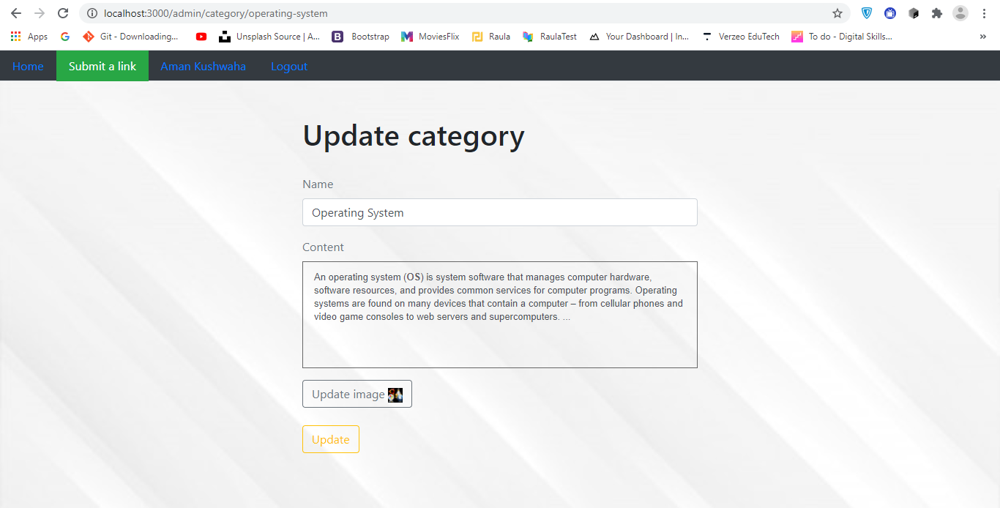 localhost:3000/admin/category/operating-system
Apps Git - Downloading... Unsplash Source | A... B Bootstrap MoviesFlix Raula RaulaTest Your Dashboard | In... Verzeo EduTech To do - Digital Skills... »
Home Submit a link Aman Kushwaha Logout
Update category
Name
Operating System
Content
An operating system (OS) is system software that manages computer hardware,
software resources, and provides common services for computer programs. Operating
systems are found on many devices that contain a computer – from cellular phones and
video game consoles to web servers and supercomputers. ...
Update image
Update